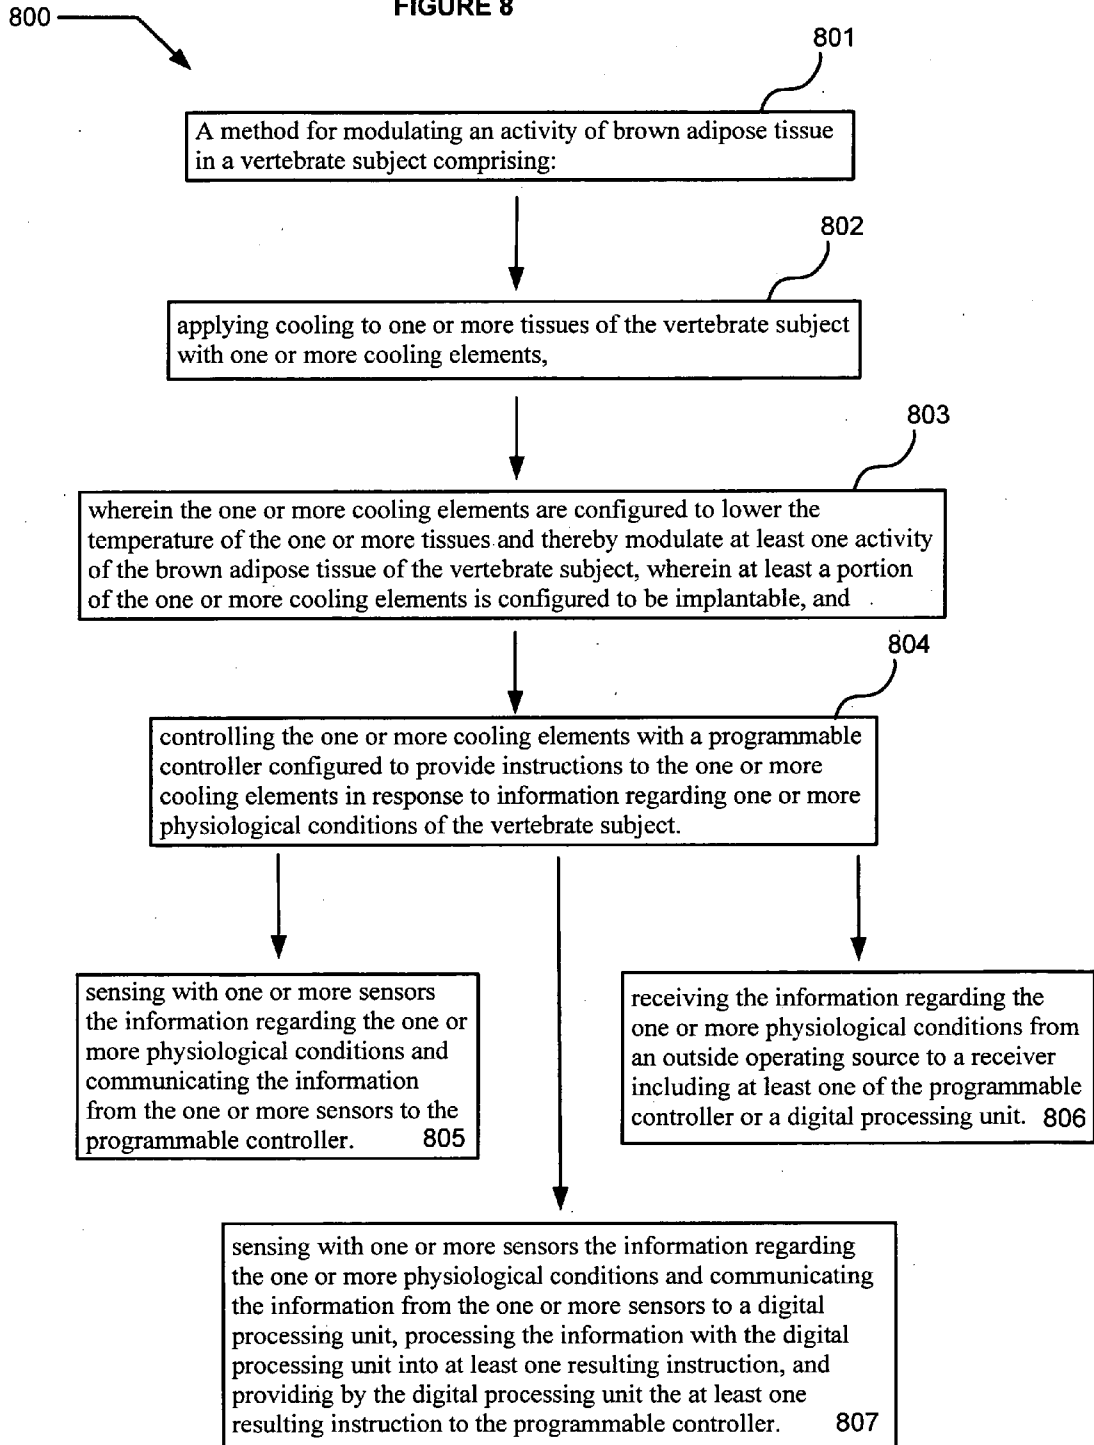 FIGURE 8
800
801
A method for modulating an activity of brown adipose tissue
in a vertebrate subject comprising:
802
applying cooling to one or more tissues of the vertebrate subject
with one or more cooling elements,
803
wherein the one or more cooling elements are configured to lower the
temperature of the one or more tissues and thereby modulate at least one activity
of the brown adipose tissue of the vertebrate subject, wherein at least a portion
of the one or more cooling elements is configured to be implantable, and
804
controlling the one or more cooling elements with a programmable
controller configured to provide instructions to the one or more
cooling elements in response to information regarding one or more
physiological conditions of the vertebrate subject.
sensing with one or more sensors
the information regarding the one or
more physiological conditions and
communicating the information
from the one or more sensors to the
programmable controller. 805
receiving the information regarding the
one or more physiological conditions from
an outside operating source to a receiver
including at least one of the programmable
controller or a digital processing unit. 806
sensing with one or more sensors the information regarding
the one or more physiological conditions and communicating
the information from the one or more sensors to a digital
processing unit, processing the information with the digital
processing unit into at least one resulting instruction, and
providing by the digital processing unit the at least one
resulting instruction to the programmable controller. 807